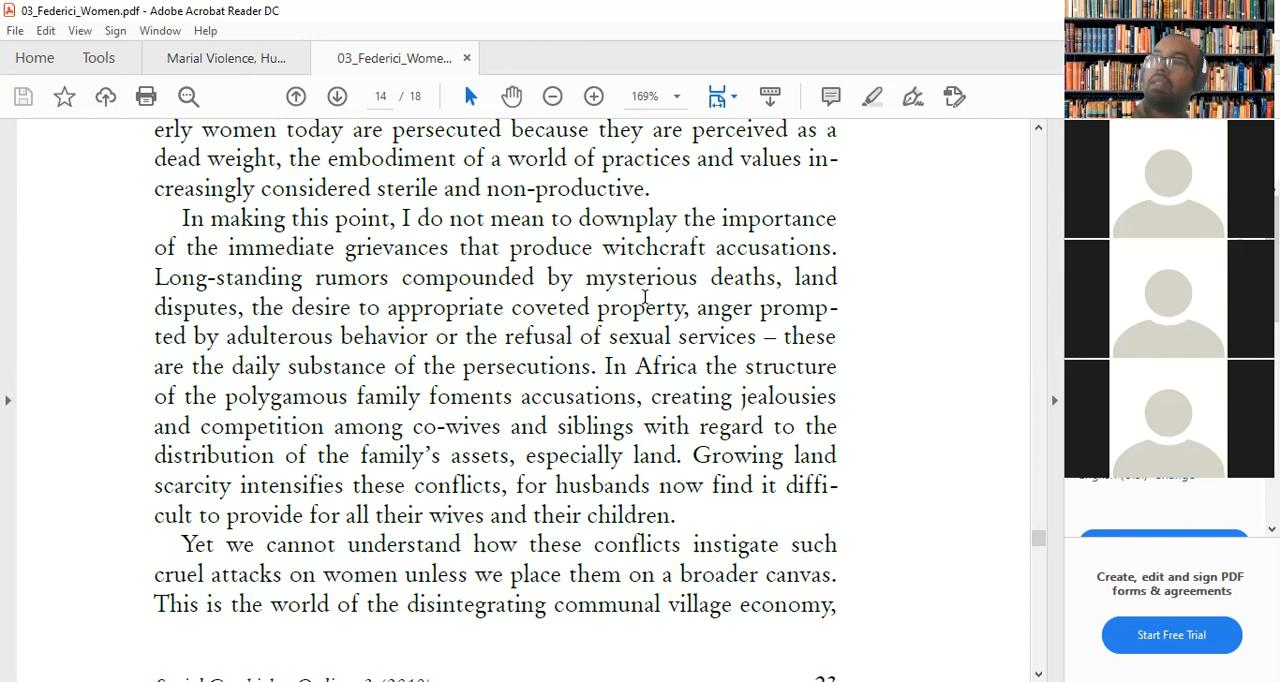 03_Federici_Women.pdf - Adobe Acrobat Reader DC
File Edit View Sign Window Help
Home Tools Marial Violence, Hu... 03_Federici_Wome... ×
14 / 18 169%
erly women today are persecuted because they are perceived as a
dead weight, the embodiment of a world of practices and values in-
creasingly considered sterile and non-productive.
In making this point, I do not mean to downplay the importance
of the immediate grievances that produce witchcraft accusations.
Long-standing rumors compounded by mysterious deaths, land
disputes, the desire to appropriate coveted property, anger promp-
ted by adulterous behavior or the refusal of sexual services – these
are the daily substance of the persecutions. In Africa the structure
of the polygamous family foments accusations, creating jealousies
and competition among co-wives and siblings with regard to the
distribution of the family’s assets, especially land. Growing land
scarcity intensifies these conflicts, for husbands now find it diffi-
cult to provide for all their wives and their children.
Yet we cannot understand how these conflicts instigate such
cruel attacks on women unless we place them on a broader canvas.
This is the world of the disintegrating communal village economy,
23
Change
Create, edit and sign PDF
forms & agreements
Start Free Trial